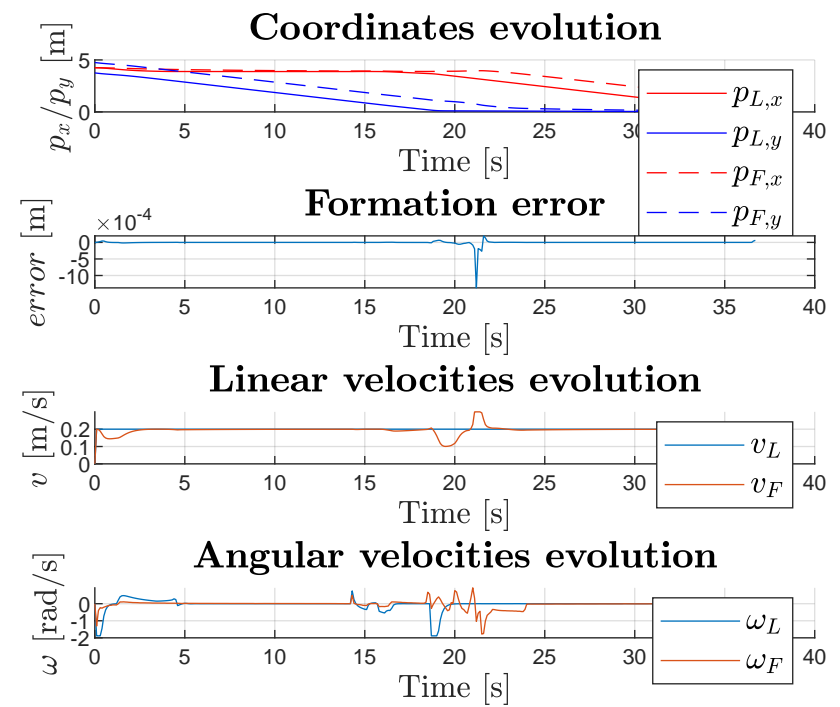 Coordinates evolution
p_x/p_y [m]
5
0
0 5 10 15 20 25 30 40
Time [s]
p_{L,x}
p_{L,y}
p_{F,x}
p_{F,y}
Formation error
×10^{-4}
error [m]
0
-5
-10
0 5 10 15 20 25 30 35 40
Time [s]
Linear velocities evolution
v [m/s]
0.2
0.1
0
0 5 10 15 20 25 30 40
Time [s]
v_L
v_F
Angular velocities evolution
ω [rad/s]
0
-1
-2
0 5 10 15 20 25 30 40
Time [s]
ω_L
ω_F